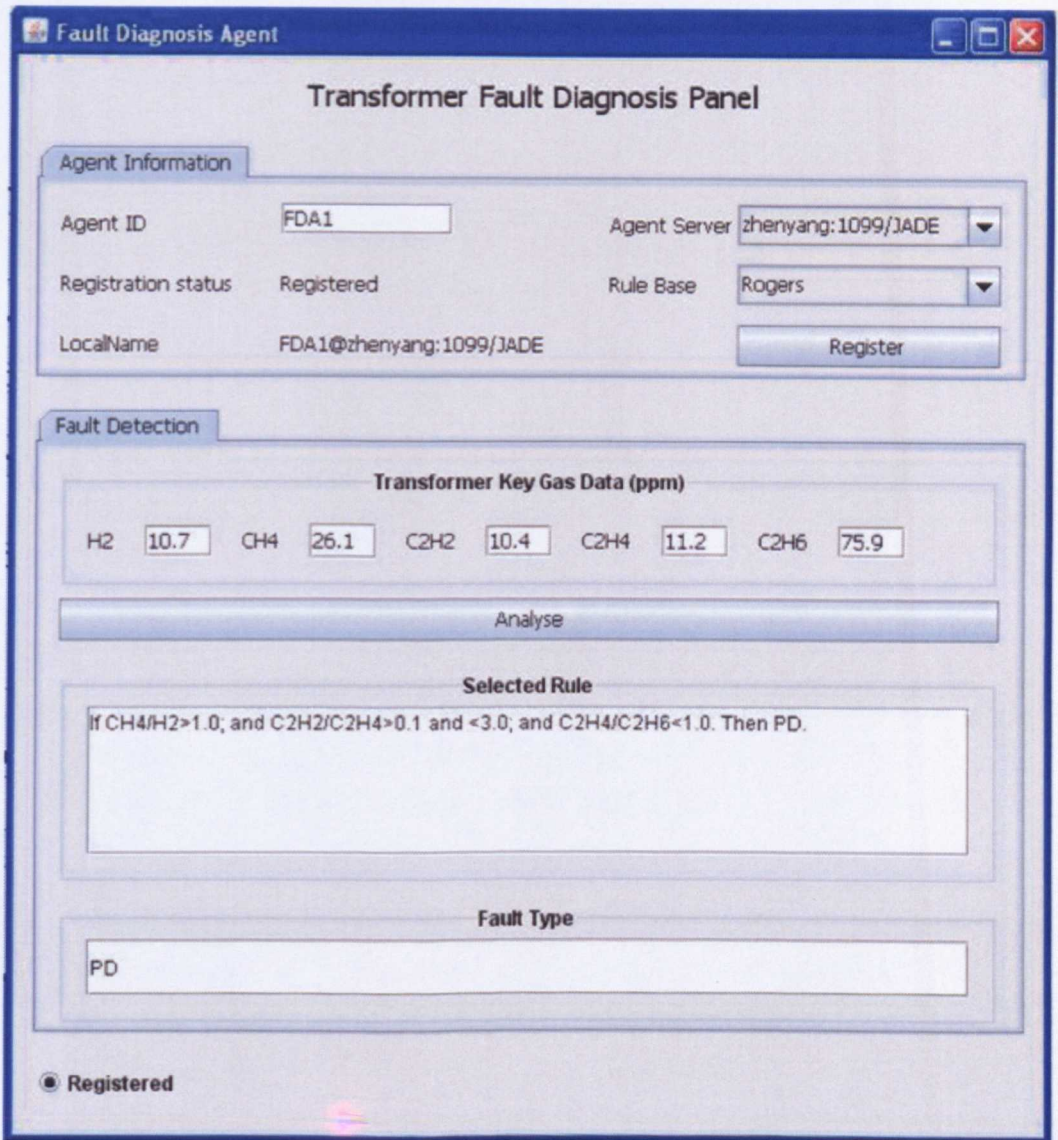 Fault Diagnosis Agent
Transformer Fault Diagnosis Panel
Agent Information
Agent ID FDA1 Agent Server zhenyang:1099/JADE
Registration status Registered Rule Base Rogers
LocalName FDA1@zhenyang:1099/JADE Register
Fault Detection
Transformer Key Gas Data (ppm)
H2 10.7 CH4 26.1 C2H2 10.4 C2H4 11.2 C2H6 75.9
Analyse
Selected Rule
If CH4/H2>1.0; and C2H2/C2H4>0.1 and <3.0; and C2H4/C2H6<1.0. Then PD.
Fault Type
PD
Registered